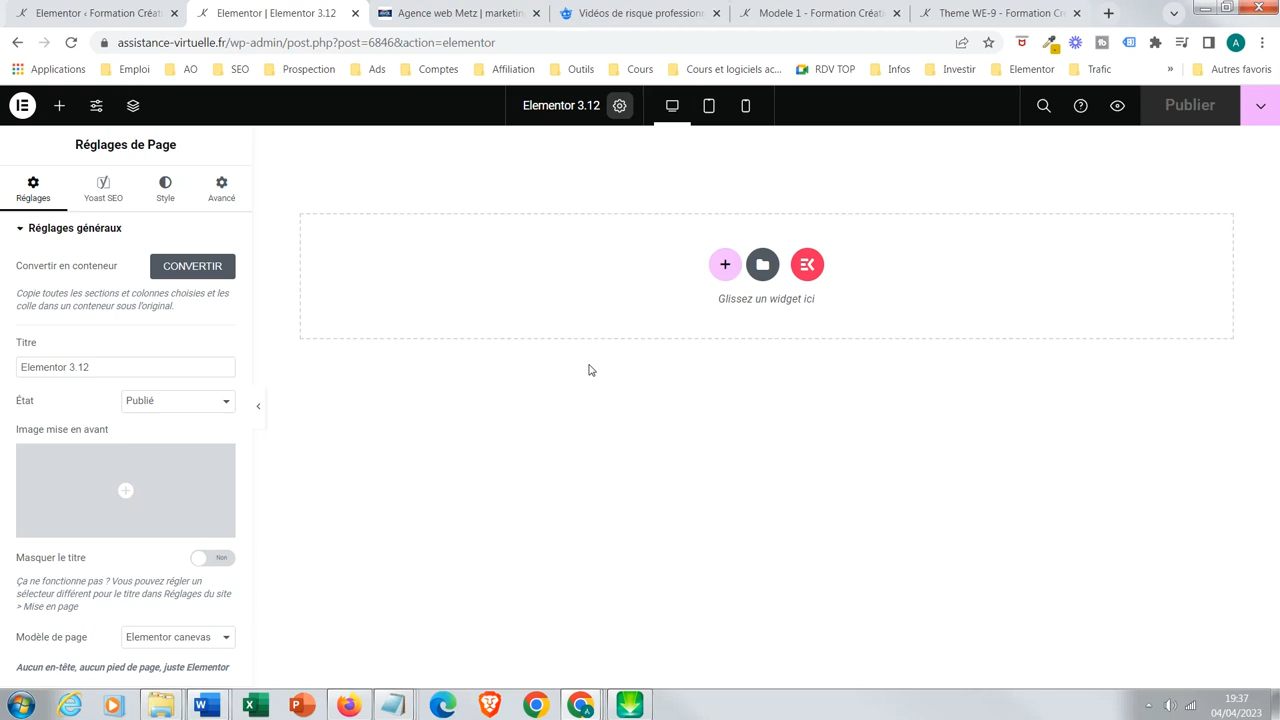 Elementor ‹ Formation Créati
Elementor | Elementor 3.12
Agence web Metz | marketin
Vidéos de risque profession
Modele 1 - Formation Créati
Thème WE-9 - Formation Cr
assistance-virtuelle.fr/wp-admin/post.php?post=6846&action=elementor
Applications
Emploi
AO
SEO
Prospection
Ads
Comptes
Affiliation
Outils
Cours
Cours et logiciels ac...
RDV TOP
Infos
Investir
Elementor
Trafic
»
Autres favoris
Elementor 3.12
Publier
Réglages de Page
Réglages
Yoast SEO
Style
Avancé
Réglages généraux
Convertir en conteneur
CONVERTIR
Copie toutes les sections et colonnes choisies et les
colle dans un conteneur sous l'original.
Titre
Elementor 3.12
État
Publié
Image mise en avant
Masquer le titre
Non
Ça ne fonctionne pas ? Vous pouvez régler un
sélecteur différent pour le titre dans Réglages du site
> Mise en page
Modèle de page
Elementor canevas
Aucun en-tête, aucun pied de page, juste Elementor
Glissez un widget ici
19:37
04/04/2023